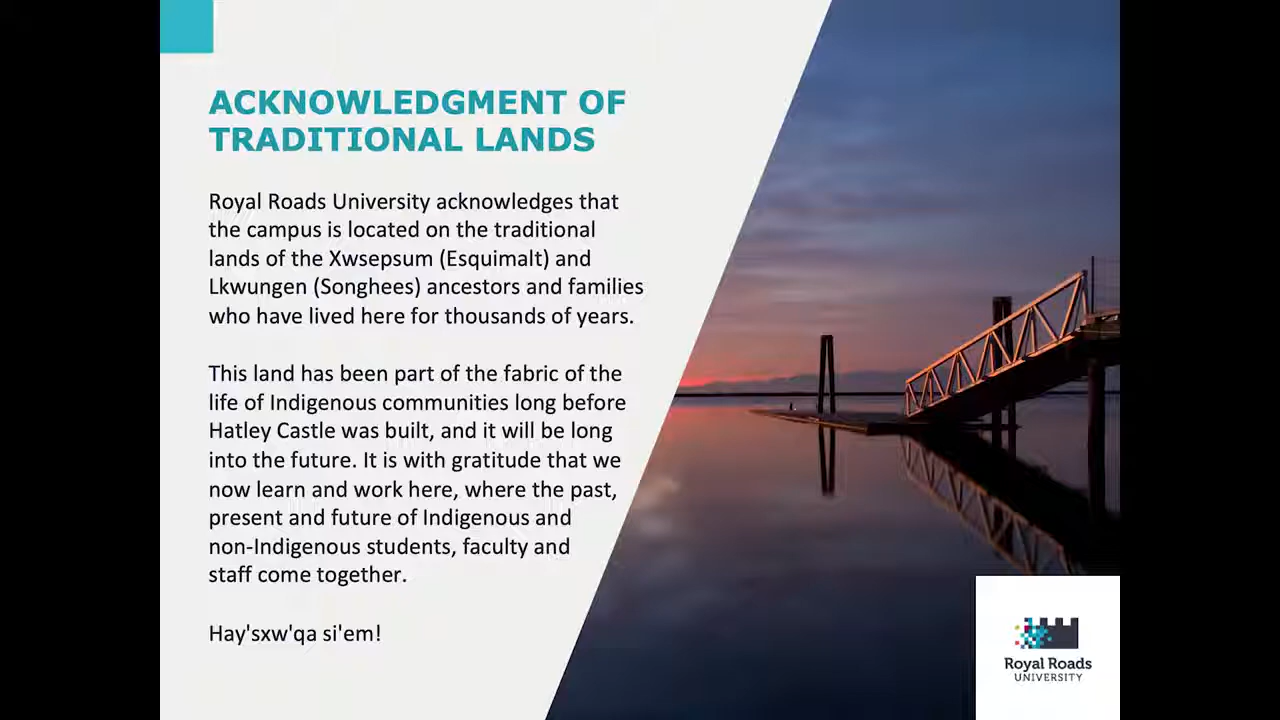 ACKNOWLEDGMENT OF
TRADITIONAL LANDS
Royal Roads University acknowledges that
the campus is located on the traditional
lands of the Xwsepsum (Esquimalt) and
Lkwungen (Songhees) ancestors and families
who have lived here for thousands of years.
This land has been part of the fabric of the
life of Indigenous communities long before
Hatley Castle was built, and it will be long
into the future. It is with gratitude that we
now learn and work here, where the past,
present and future of Indigenous and
non-Indigenous students, faculty and
staff come together.
Hay'sxw'qa si'em!
Royal Roads
UNIVERSITY